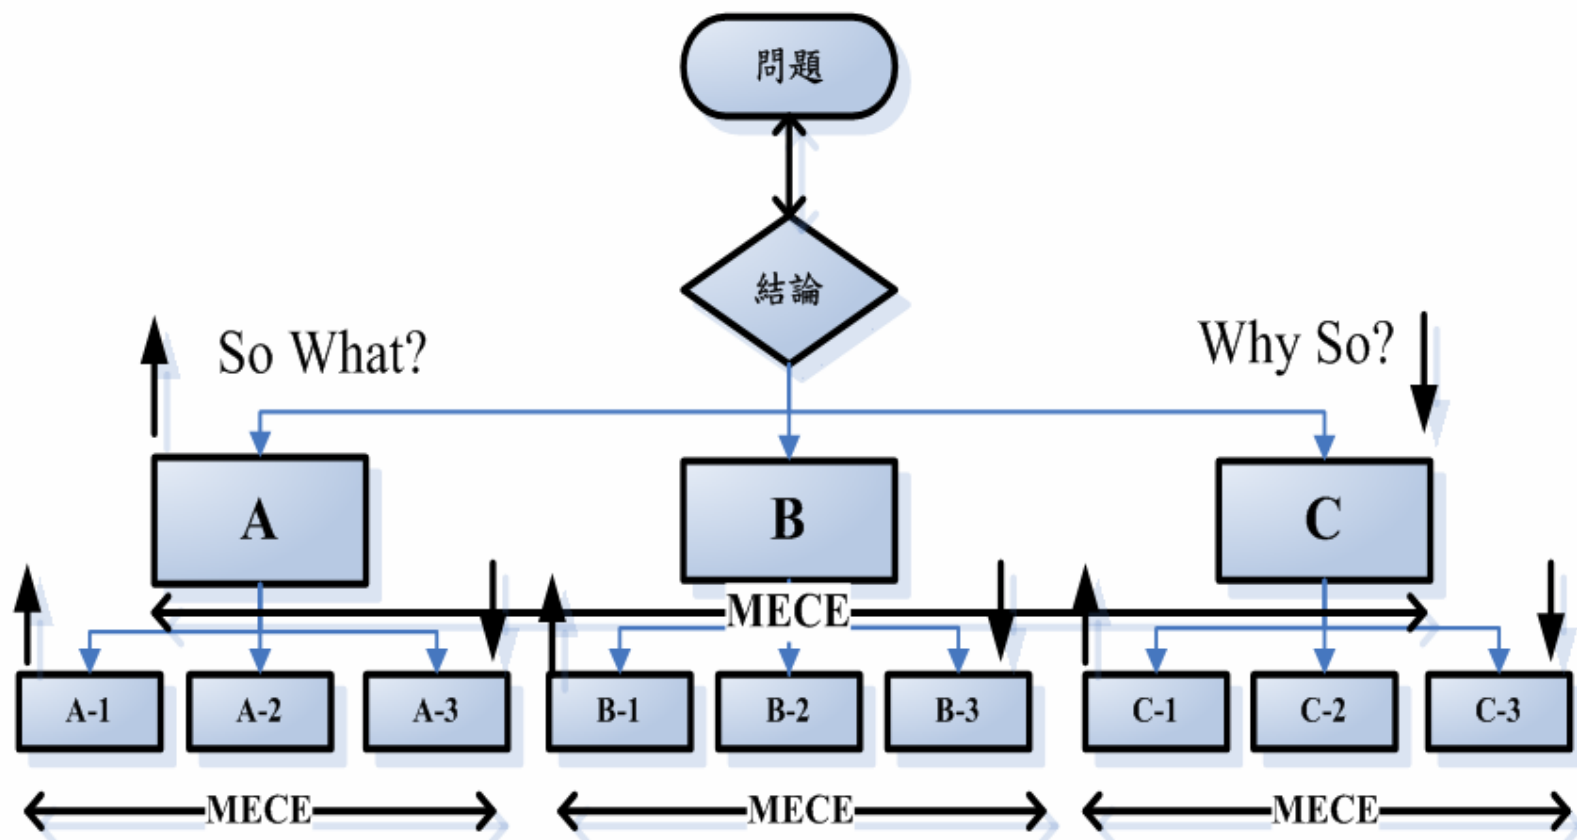 問題
結論
So What?
Why So?
A
B
C
MECE
A-1
A-2
A-3
B-1
B-2
B-3
C-1
C-2
C-3
MECE
MECE
MECE